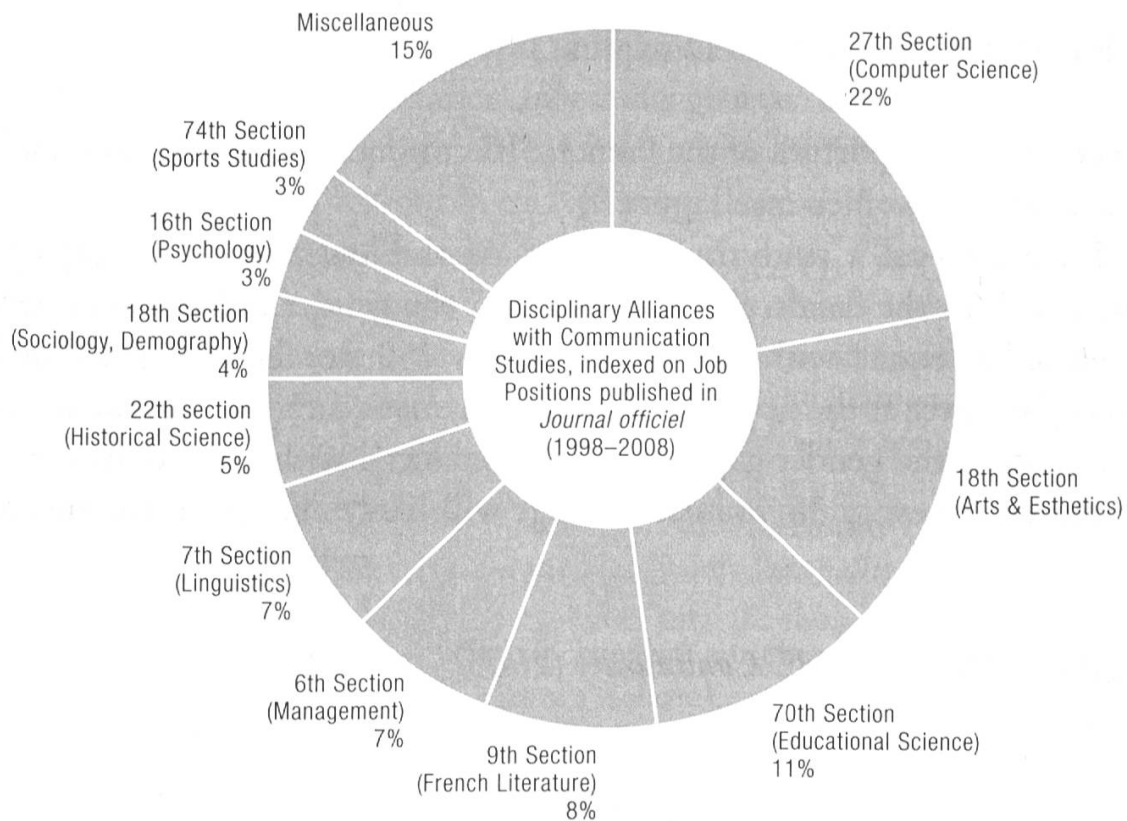 Miscellaneous
15%
27th Section
(Computer Science)
22%
18th Section
(Arts & Esthetics)
70th Section
(Educational Science)
11%
9th Section
(French Literature)
8%
6th Section
(Management)
7%
7th Section
(Linguistics)
7%
22th section
(Historical Science)
5%
18th Section
(Sociology, Demography)
4%
16th Section
(Psychology)
3%
74th Section
(Sports Studies)
3%
Disciplinary Alliances
with Communication
Studies, indexed on Job
Positions published in
Journal officiel
(1998–2008)